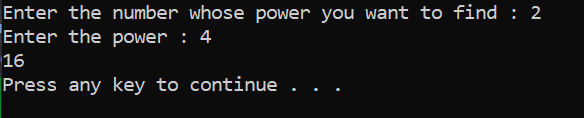 Enter the number whose power you want to find : 2
Enter the power : 4
16
Press any key to continue . . .